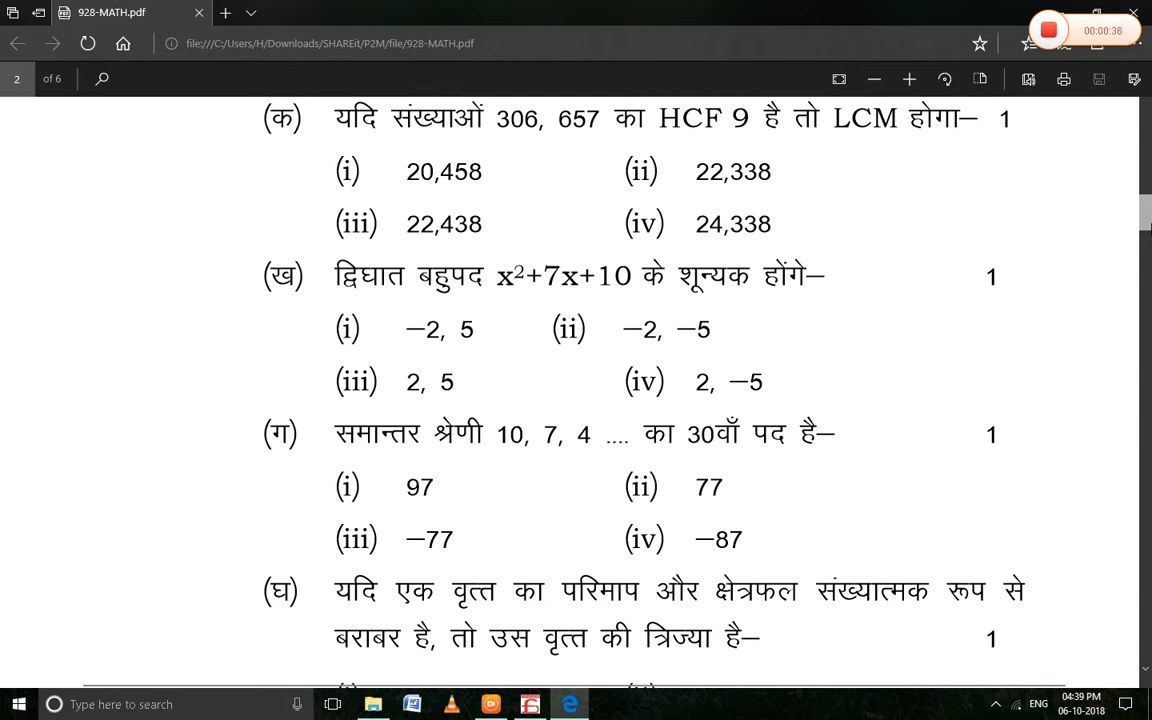 928-MATH.pdf
00:00:36
file:///C:/Users/H/Downloads/SHAREit/P2M/file/928-MATH.pdf
2 of 6
(क) यदि संख्याओं 306, 657 का HCF 9 है तो LCM होगा– 1
(i) 20,458 (ii) 22,338
(iii) 22,438 (iv) 24,338
(ख) द्विघात बहुपद x²+7x+10 के शून्यक होंगे– 1
(i) –2, 5 (ii) –2, –5
(iii) 2, 5 (iv) 2, –5
(ग) समान्तर श्रेणी 10, 7, 4 .... का 30वाँ पद है– 1
(i) 97 (ii) 77
(iii) –77 (iv) –87
(घ) यदि एक वृत्त का परिमाप और क्षेत्रफल संख्यात्मक रूप से
बराबर है, तो उस वृत्त की त्रिज्या है– 1
Type here to search
ENG
04:39 PM
06-10-2018